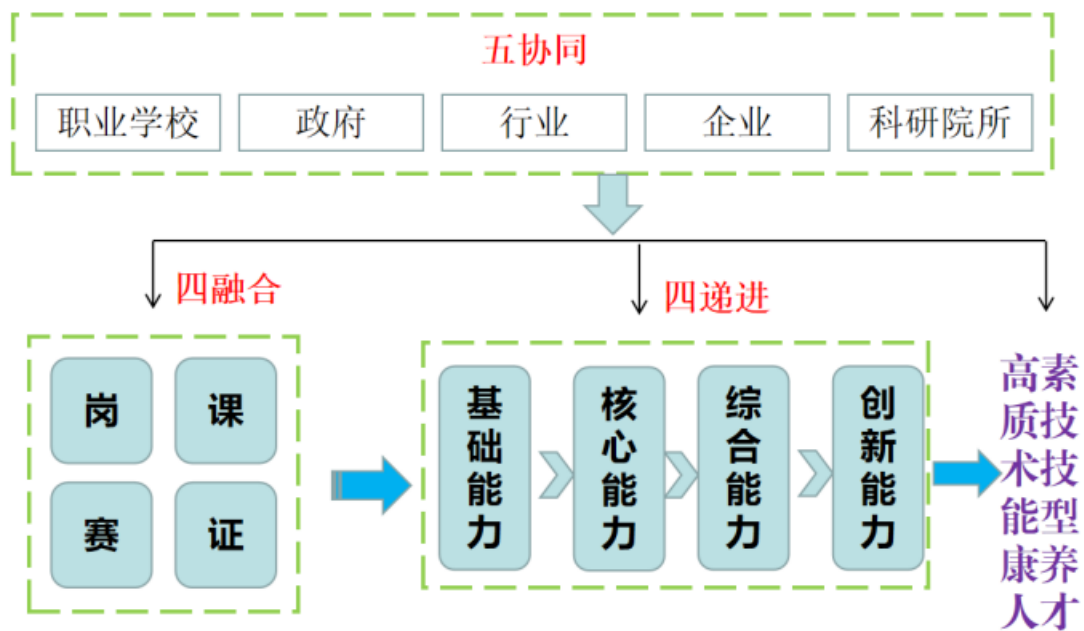 五协同
职业学校
政府
行业
企业
科研院所
四融合
四递进
岗
课
赛
证
基础能力
核心能力
综合能力
创新能力
高素
质技
术技
能型
康养
人才